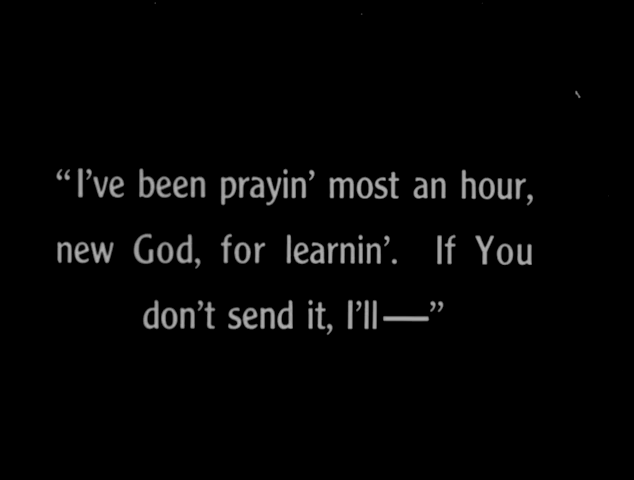 “I’ve been prayin’ most an hour,
new God, for learnin’. If You
don’t send it, I’ll—”